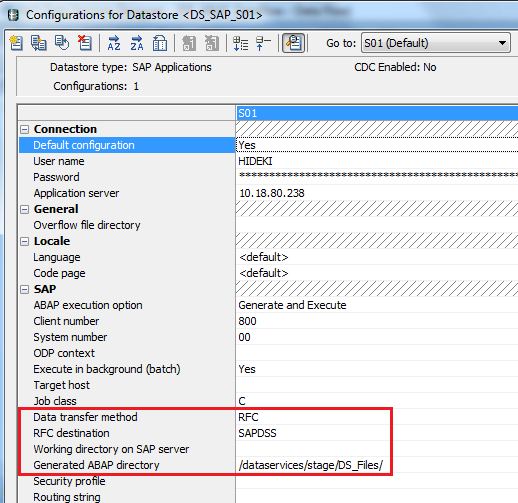 Configurations for Datastore <DS_SAP_S01>
Go to: S01 (Default)
Datastore type: SAP Applications CDC Enabled: No
Configurations: 1
S01
Connection
Default configuration Yes
User name HIDEKI
Password ****************************************************
Application server 10.18.80.238
General
Overflow file directory
Locale
Language <default>
Code page <default>
SAP
ABAP execution option Generate and Execute
Client number 800
System number 00
ODP context
Execute in background (batch) Yes
Target host
Job class C
Data transfer method RFC
RFC destination SAPDSS
Working directory on SAP server
Generated ABAP directory /dataservices/stage/DS_Files/
Security profile
Routing string